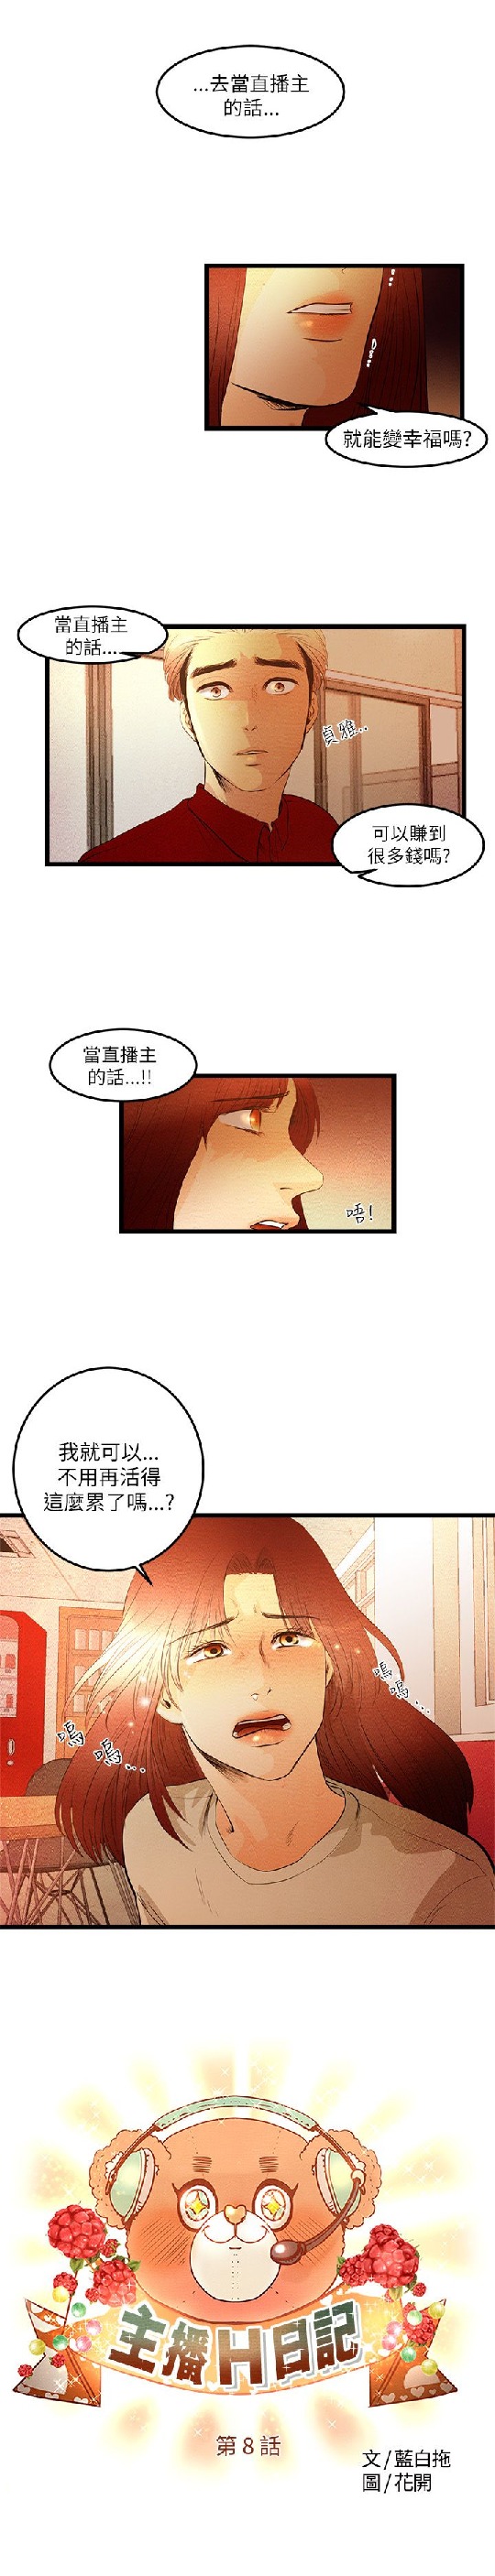 ...去當直播主
的話...
就能變幸福嗎?
當直播主
的話...
貞雅..
可以賺到
很多錢嗎?
當直播主
的話...!!
唔!
我就可以...
不用再活得
這麼累了嗎...?
嗚
嗚...
嗚
嗚...
主播H日記
第8話
文/藍白拖
圖/花開